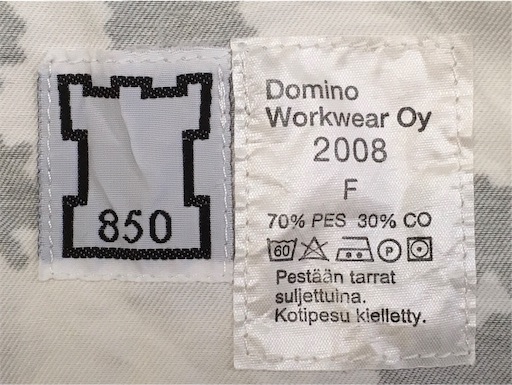 850
Domino
Workwear Oy
2008
F
70% PES 30% CO
60 P
Pestään tarrat
suljettuina.
Kotipesu kielletty.